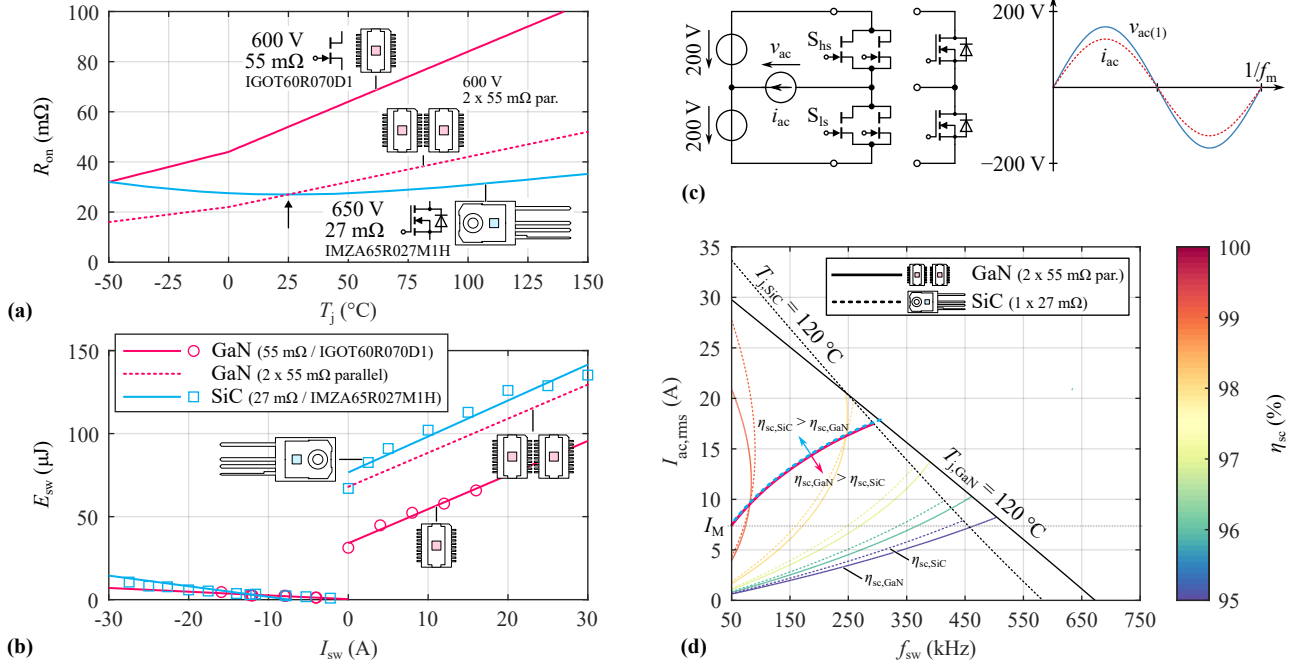 100
80
60
40
20
0
R_on (mΩ)
600 V
55 mΩ
IGOT60R070D1
600 V
2 x 55 mΩ par.
650 V
27 mΩ
IMZA65R027M1H
-50
-25
0
25
50
75
100
125
150
T_j (°C)
(a)
150
100
50
0
E_sw (µJ)
GaN (55 mΩ / IGOT60R070D1)
GaN (2 x 55 mΩ parallel)
SiC (27 mΩ / IMZA65R027M1H)
-30
-20
-10
0
10
20
30
I_sw (A)
(b)
200 V
200 V
v_ac
i_ac
S_hs
S_ls
200 V
0
−200 V
v_ac(1)
i_ac
1/f_m
(c)
35
30
25
20
15
10
I_M
5
0
I_ac,rms (A)
GaN (2 x 55 mΩ par.)
SiC (1 x 27 mΩ)
T_j,SiC = 120 °C
T_j,GaN = 120 °C
η_sc,SiC > η_sc,GaN
η_sc,GaN > η_sc,SiC
η_sc,SiC
η_sc,GaN
50
150
250
350
450
550
650
750
f_sw (kHz)
(d)
100
99
98
97
96
95
η_sc (%)